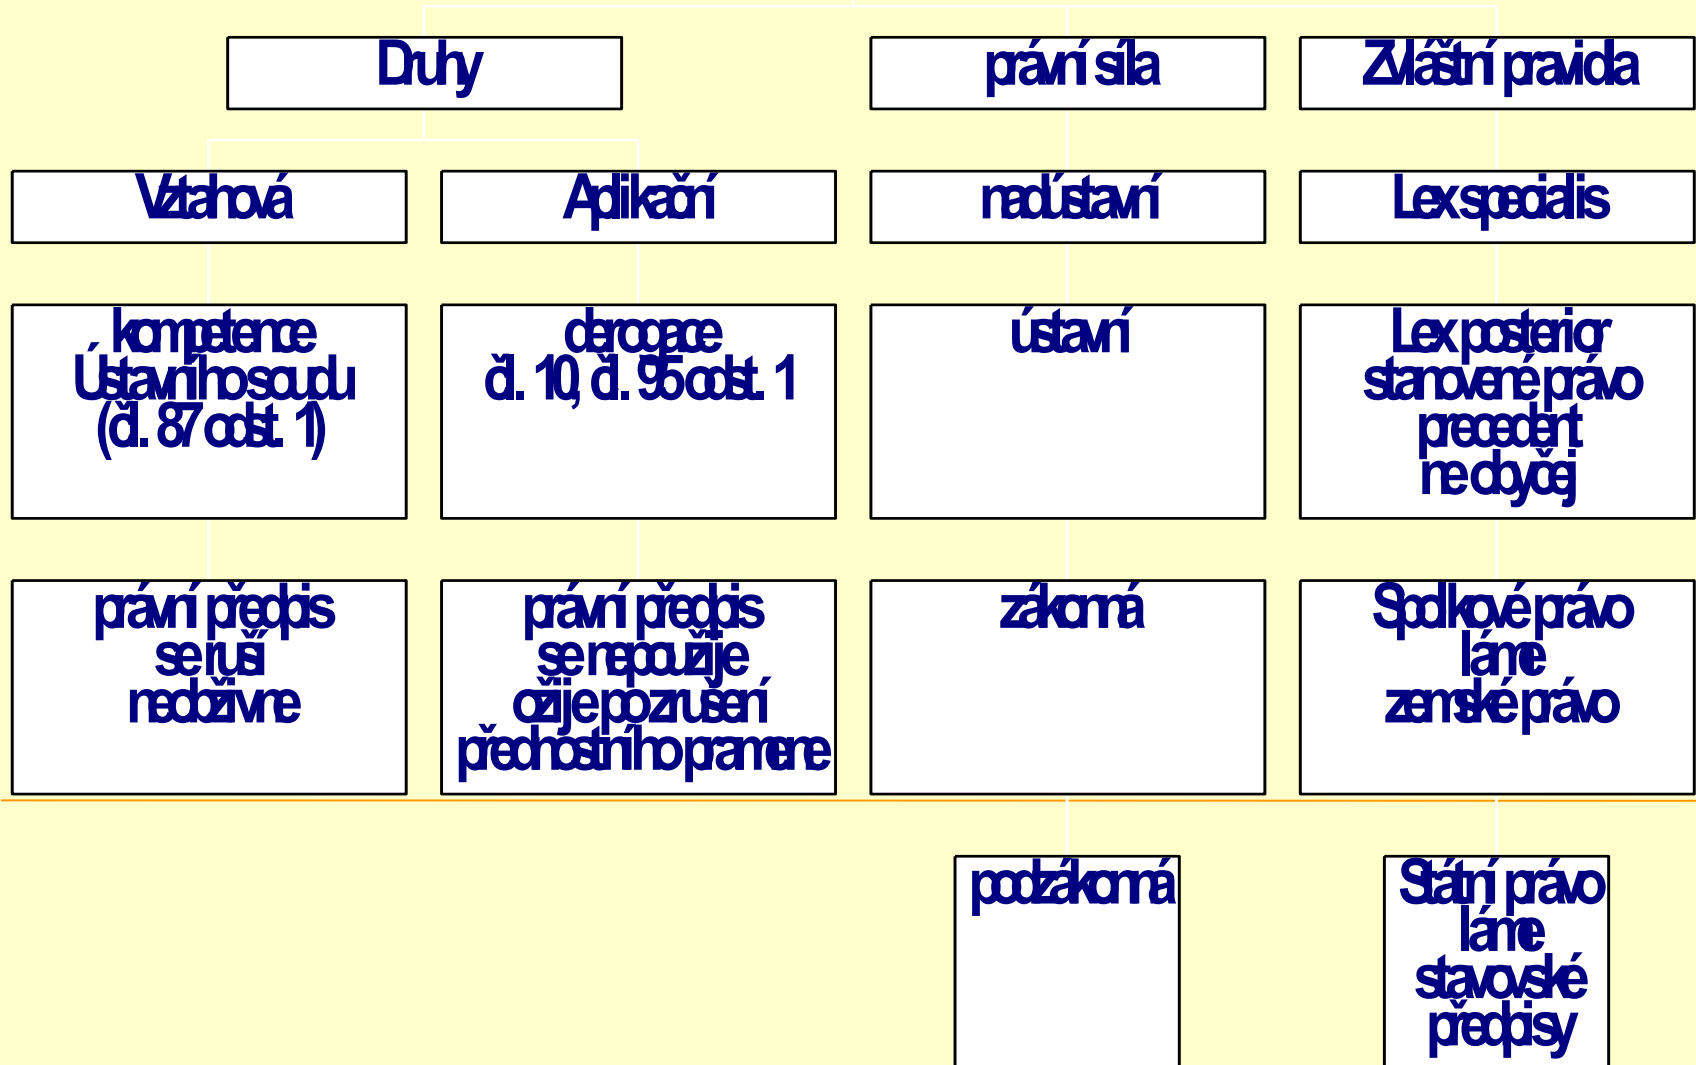 Druhy
právní síla
Zvláštní pravidla
Vztahová
Aplikační
nadústavní
Lex specialis
kompetence
Ústavního soudu
(čl. 87 odst. 1)
derogace
čl. 10, čl. 95 odst. 1
ústavní
Lex posterior
stanovené právo
precedent
ne obyčej
právní předpis
se ruší
neobživne
právní předpis
se nepoužije
ožije po zrušení
přednostního pramene
zákonná
Spolkové právo
láme
zemské právo
podzákonná
Státní právo
láme
stavovské
předpisy